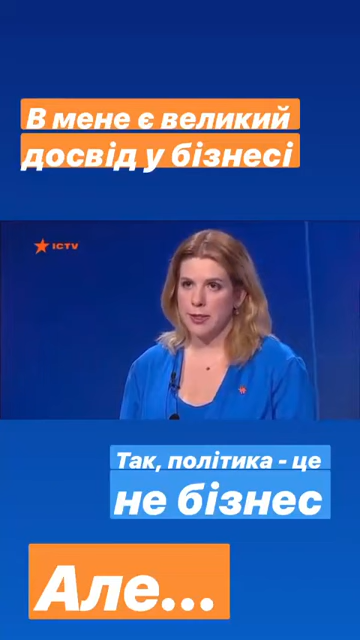 В мене є великий
досвід у бізнесі
ICTV
Так, політика - це
не бізнес
Але...